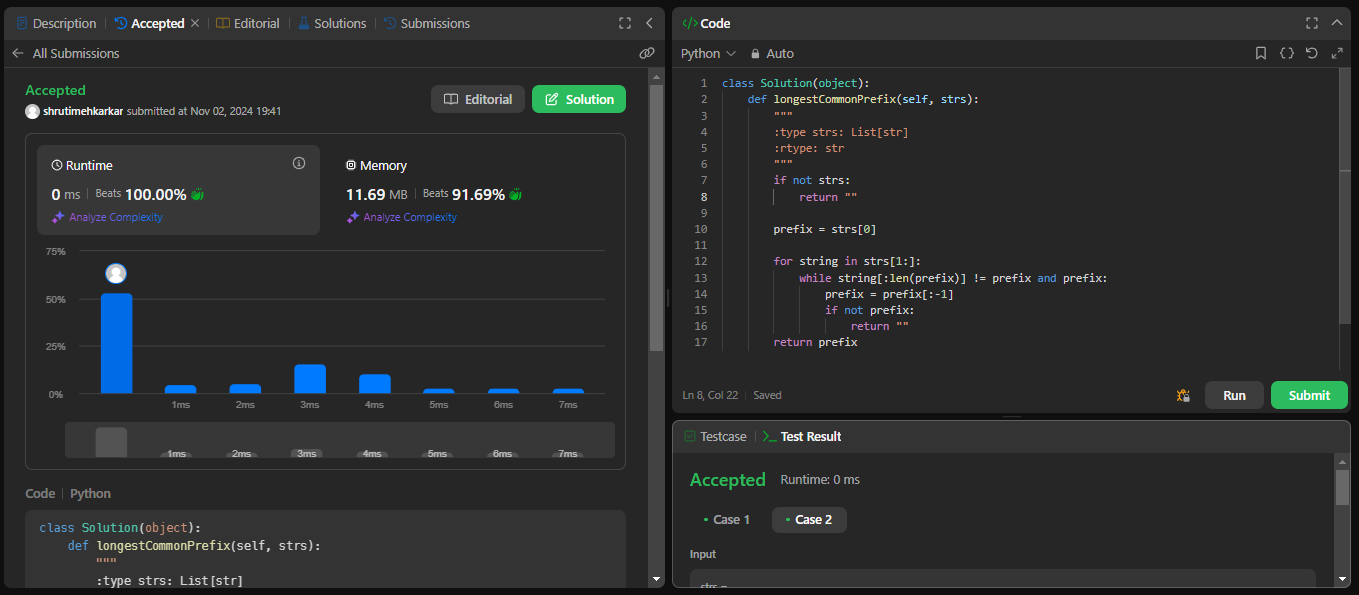 Description
Accepted
Editorial
Solutions
Submissions
All Submissions
Accepted
shrutimehkarkar submitted at Nov 02, 2024 19:41
Editorial
Solution
Runtime
0 ms
Beats 100.00%
Analyze Complexity
Memory
11.69 MB
Beats 91.69%
Analyze Complexity
75%
50%
25%
0%
1ms 2ms 3ms 4ms 5ms 6ms 7ms
1ms 2ms 3ms 4ms 5ms 6ms 7ms
Code
Python
class Solution(object):
def longestCommonPrefix(self, strs):
"""
:type strs: List[str]
</> Code
Python
Auto
1 class Solution(object):
2 def longestCommonPrefix(self, strs):
3 """
4 :type strs: List[str]
5 :rtype: str
6 """
7 if not strs:
8 return ""
9
10 prefix = strs[0]
11
12 for string in strs[1:]:
13 while string[:len(prefix)] != prefix and prefix:
14 prefix = prefix[:-1]
15 if not prefix:
16 return ""
17 return prefix
Ln 8, Col 22
Saved
Run
Submit
Testcase
>_ Test Result
Accepted
Runtime: 0 ms
Case 1
Case 2
Input
strs =